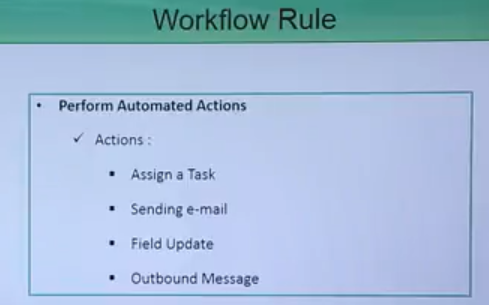 Workflow Rule
• Perform Automated Actions
✓ Actions :
▪ Assign a Task
▪ Sending e-mail
▪ Field Update
▪ Outbound Message